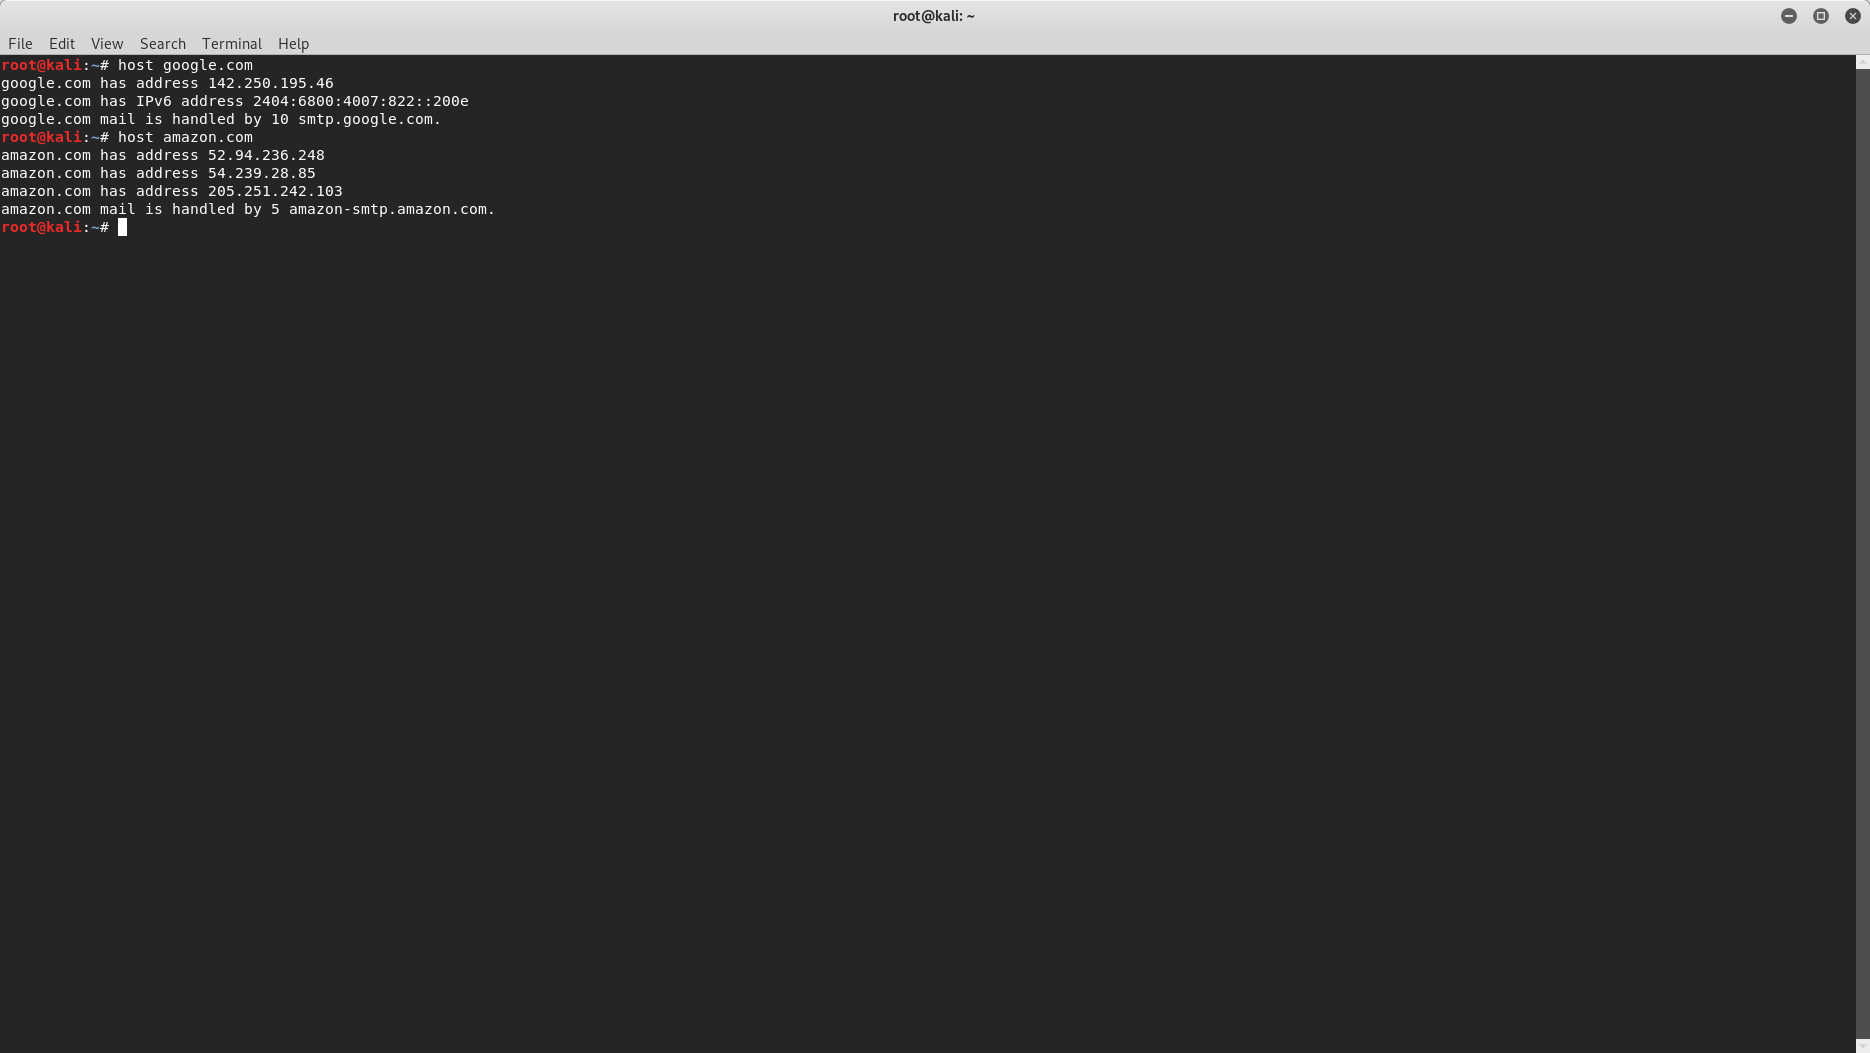 root@kali: ~
File Edit View Search Terminal Help
root@kali:~# host google.com
google.com has address 142.250.195.46
google.com has IPv6 address 2404:6800:4007:822::200e
google.com mail is handled by 10 smtp.google.com.
root@kali:~# host amazon.com
amazon.com has address 52.94.236.248
amazon.com has address 54.239.28.85
amazon.com has address 205.251.242.103
amazon.com mail is handled by 5 amazon-smtp.amazon.com.
root@kali:~#